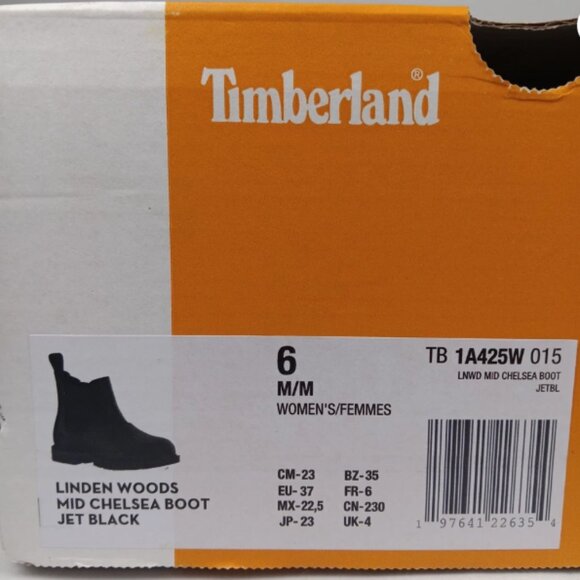 Timberland®
6
M/M
WOMEN'S/FEMMES
TB 1A425W 015
LNWD MID CHELSEA BOOT
JETBL
LINDEN WOODS
MID CHELSEA BOOT
JET BLACK
CM-23 BZ-35
EU-37 FR-6
MX-22,5 CN-230
JP-23 UK-4
1 97641 22635 4